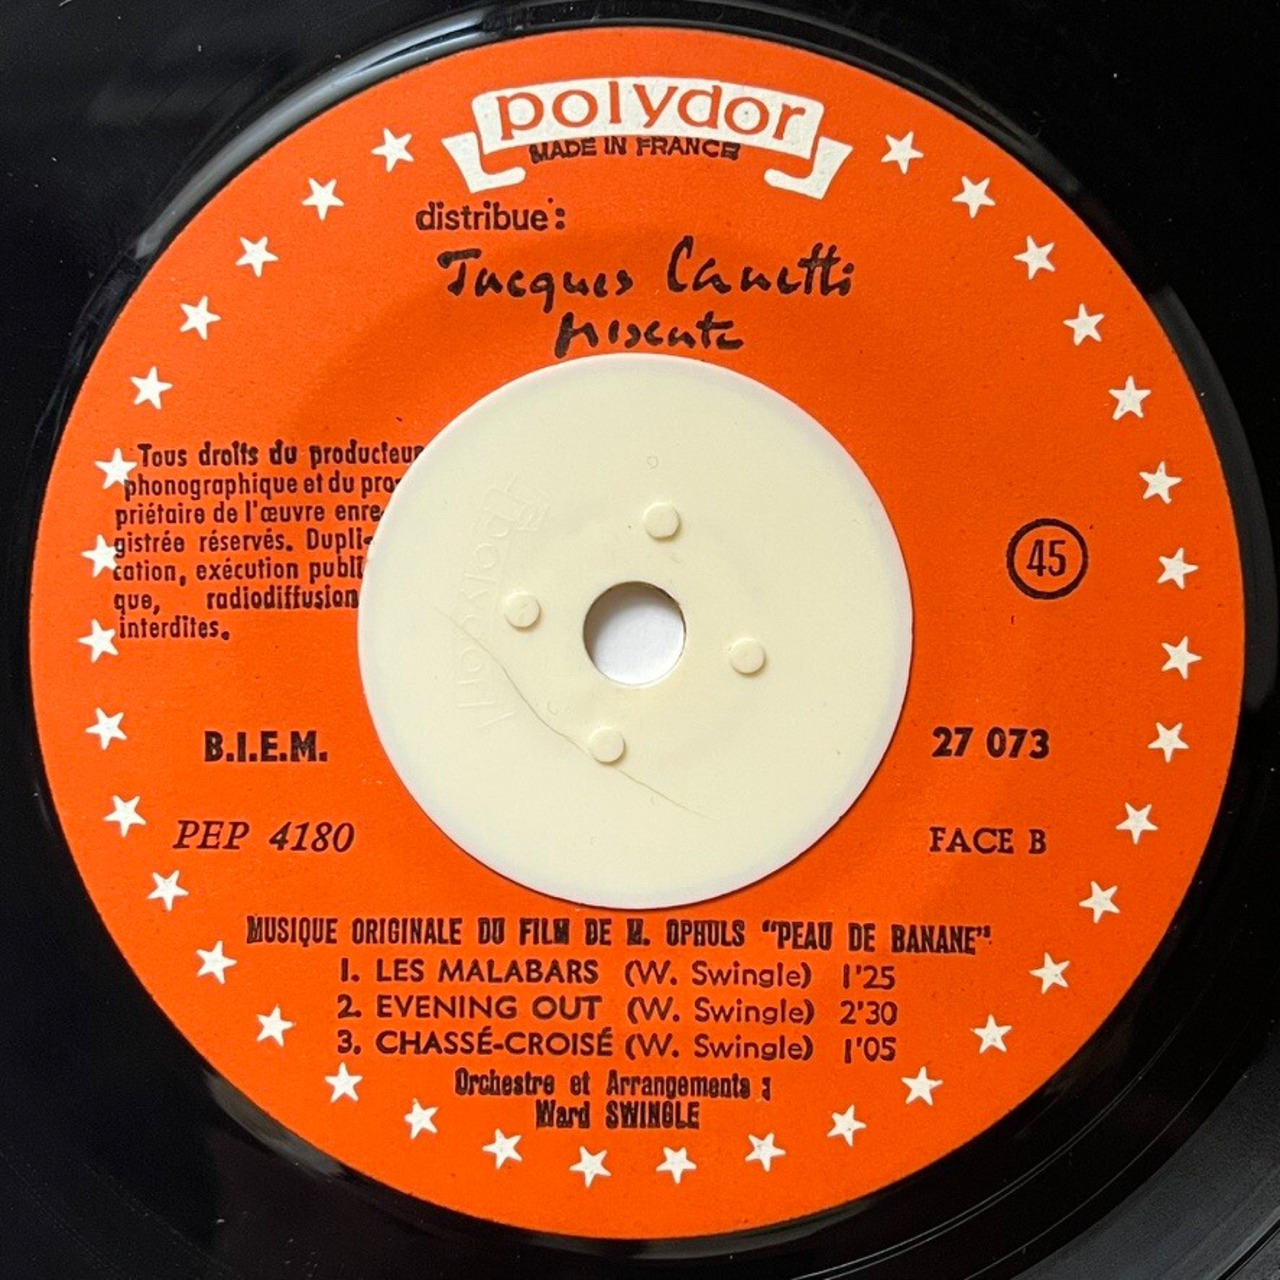 polydor
MADE IN FRANCE
distribue :
Jacques Canetti
présente
Tous droits du producteur
phonographique et du pro-
priétaire de l'œuvre enre-
gistrée réservés. Dupli-
cation, exécution publi
que, radiodiffusion
interdites.
45
B.I.E.M.
27 073
PEP 4180
FACE B
MUSIQUE ORIGINALE DU FILM DE M. OPHULS "PEAU DE BANANE"
1. LES MALABARS (W. Swingle) 1'25
2. EVENING OUT (W. Swingle) 2'30
3. CHASSÉ-CROISÉ (W. Swingle) 1'05
Orchestre et Arrangements :
Ward SWINGLE
polydor